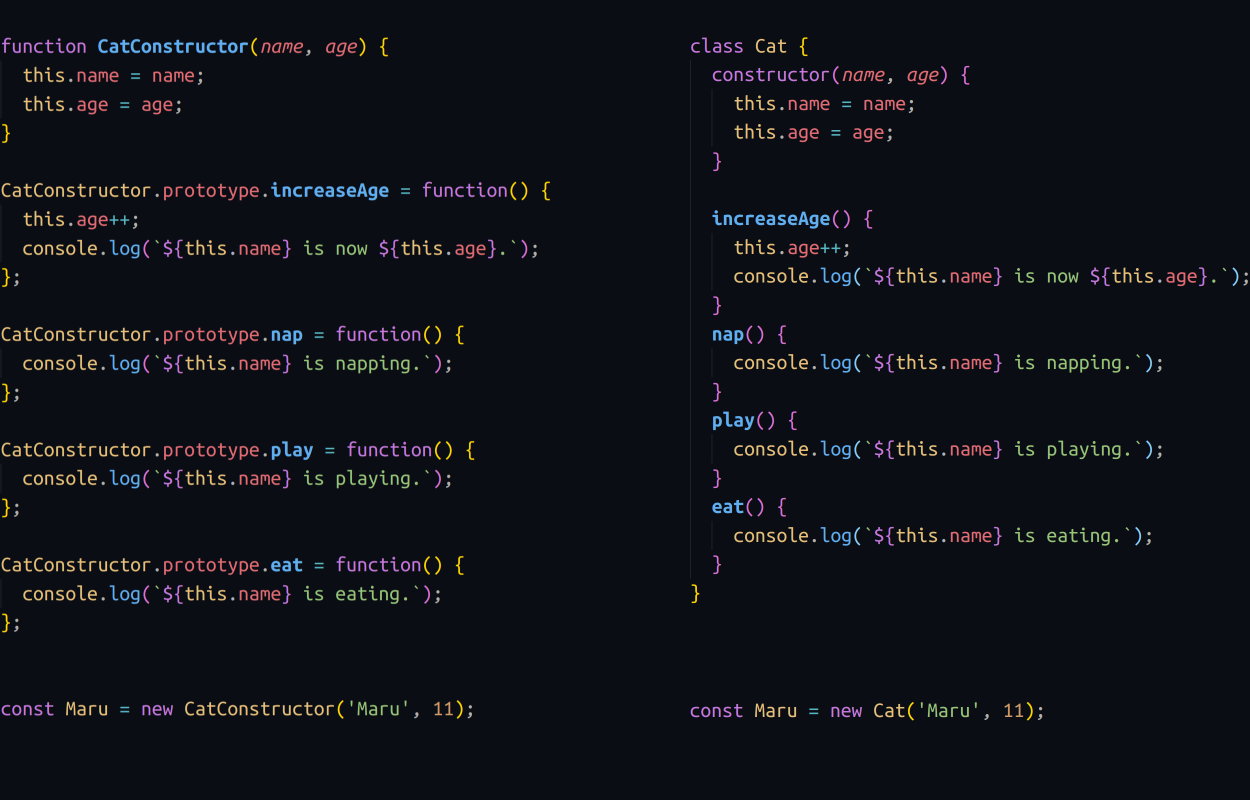 function CatConstructor(name, age) {
  this.name = name;
  this.age = age;
}

CatConstructor.prototype.increaseAge = function() {
  this.age++;
  console.log(`${this.name} is now ${this.age}.`);
};

CatConstructor.prototype.nap = function() {
  console.log(`${this.name} is napping.`);
};

CatConstructor.prototype.play = function() {
  console.log(`${this.name} is playing.`);
};

CatConstructor.prototype.eat = function() {
  console.log(`${this.name} is eating.`);
};

const Maru = new CatConstructor('Maru', 11);

class Cat {
  constructor(name, age) {
    this.name = name;
    this.age = age;
  }

  increaseAge() {
    this.age++;
    console.log(`${this.name} is now ${this.age}.`);
  }
  nap() {
    console.log(`${this.name} is napping.`);
  }
  play() {
    console.log(`${this.name} is playing.`);
  }
  eat() {
    console.log(`${this.name} is eating.`);
  }
}

const Maru = new Cat('Maru', 11);